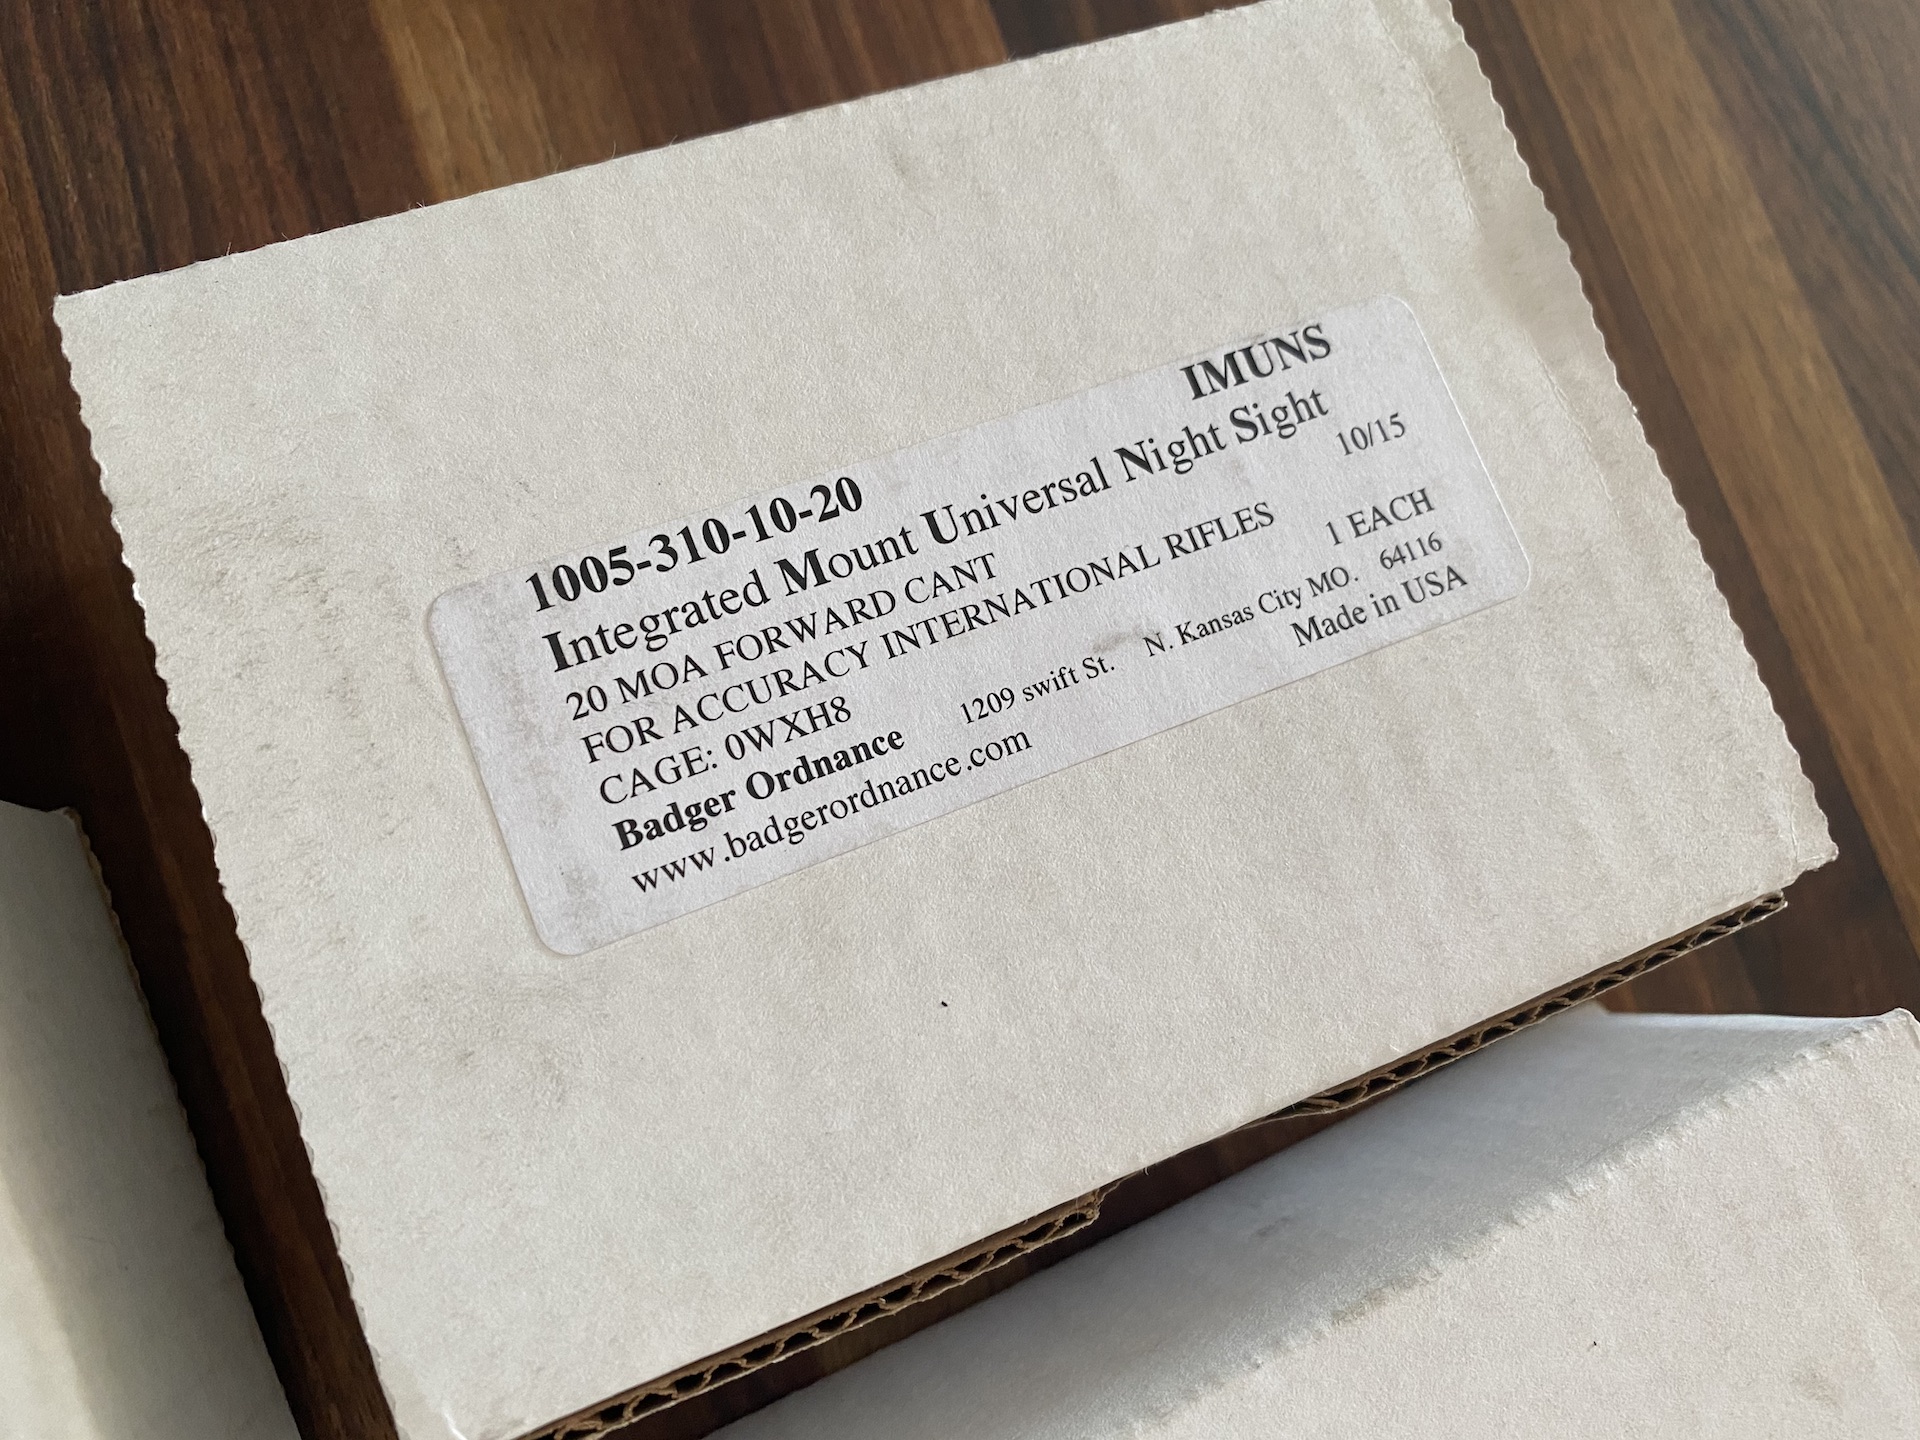 1005-310-10-20 IMUNS
Integrated Mount Universal Night Sight
20 MOA FORWARD CANT 10/15
FOR ACCURACY INTERNATIONAL RIFLES
CAGE: 0WXH8 1 EACH
Badger Ordnance 1209 swift St. N. Kansas City MO. 64116
www.badgerordnance.com Made in USA